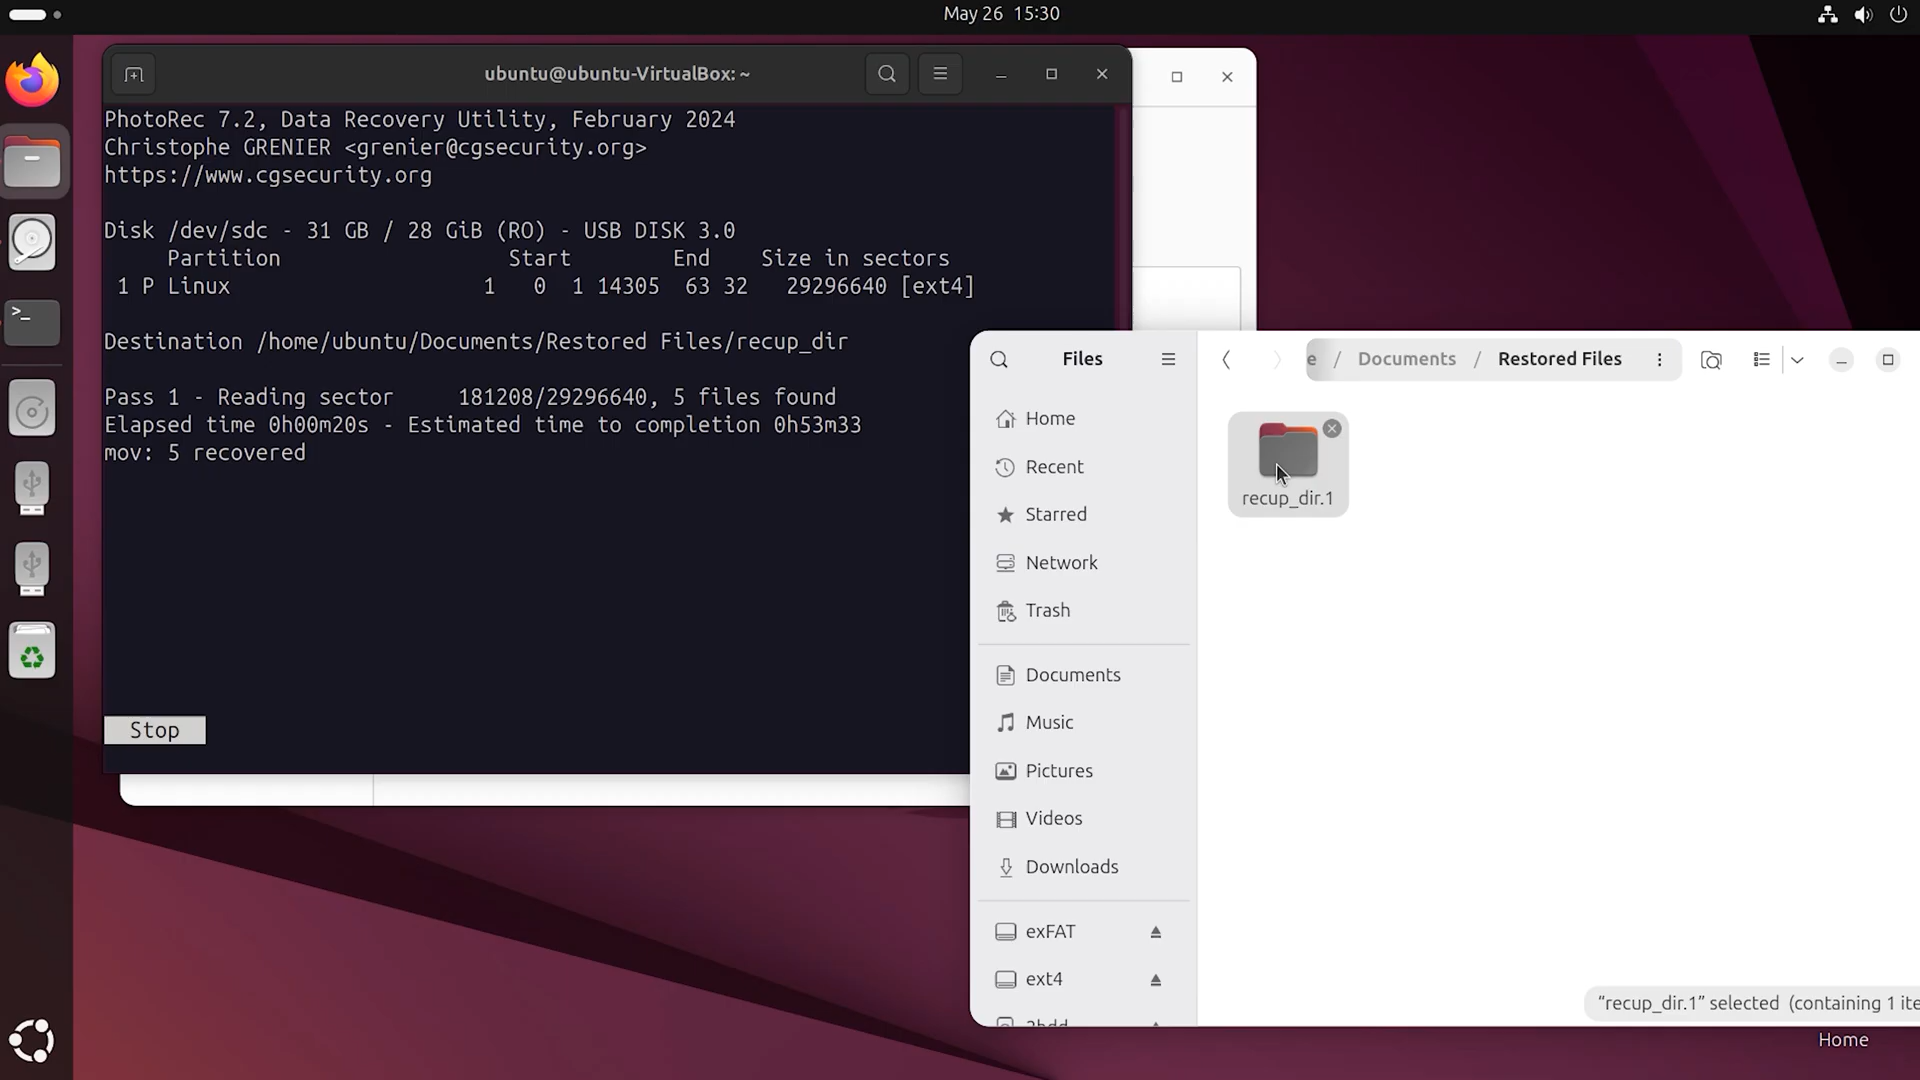 May 26 15:30
ubuntu@ubuntu-VirtualBox: ~
PhotoRec 7.2, Data Recovery Utility, February 2024
Christophe GRENIER <grenier@cgsecurity.org>
https://www.cgsecurity.org
Disk /dev/sdc - 31 GB / 28 GiB (RO) - USB DISK 3.0
Partition Start End Size in sectors
1 P Linux 1 0 1 14305 63 32 29296640 [ext4]
Destination /home/ubuntu/Documents/Restored Files/recup_dir
Pass 1 - Reading sector 181208/29296640, 5 files found
Elapsed time 0h00m20s - Estimated time to completion 0h53m33
mov: 5 recovered
Stop
>_
Files
e / Documents / Restored Files
Home
Recent
Starred
Network
Trash
Documents
Music
Pictures
Videos
Downloads
exFAT
ext4
recup_dir.1
“recup_dir.1” selected (containing 1 ite
Home